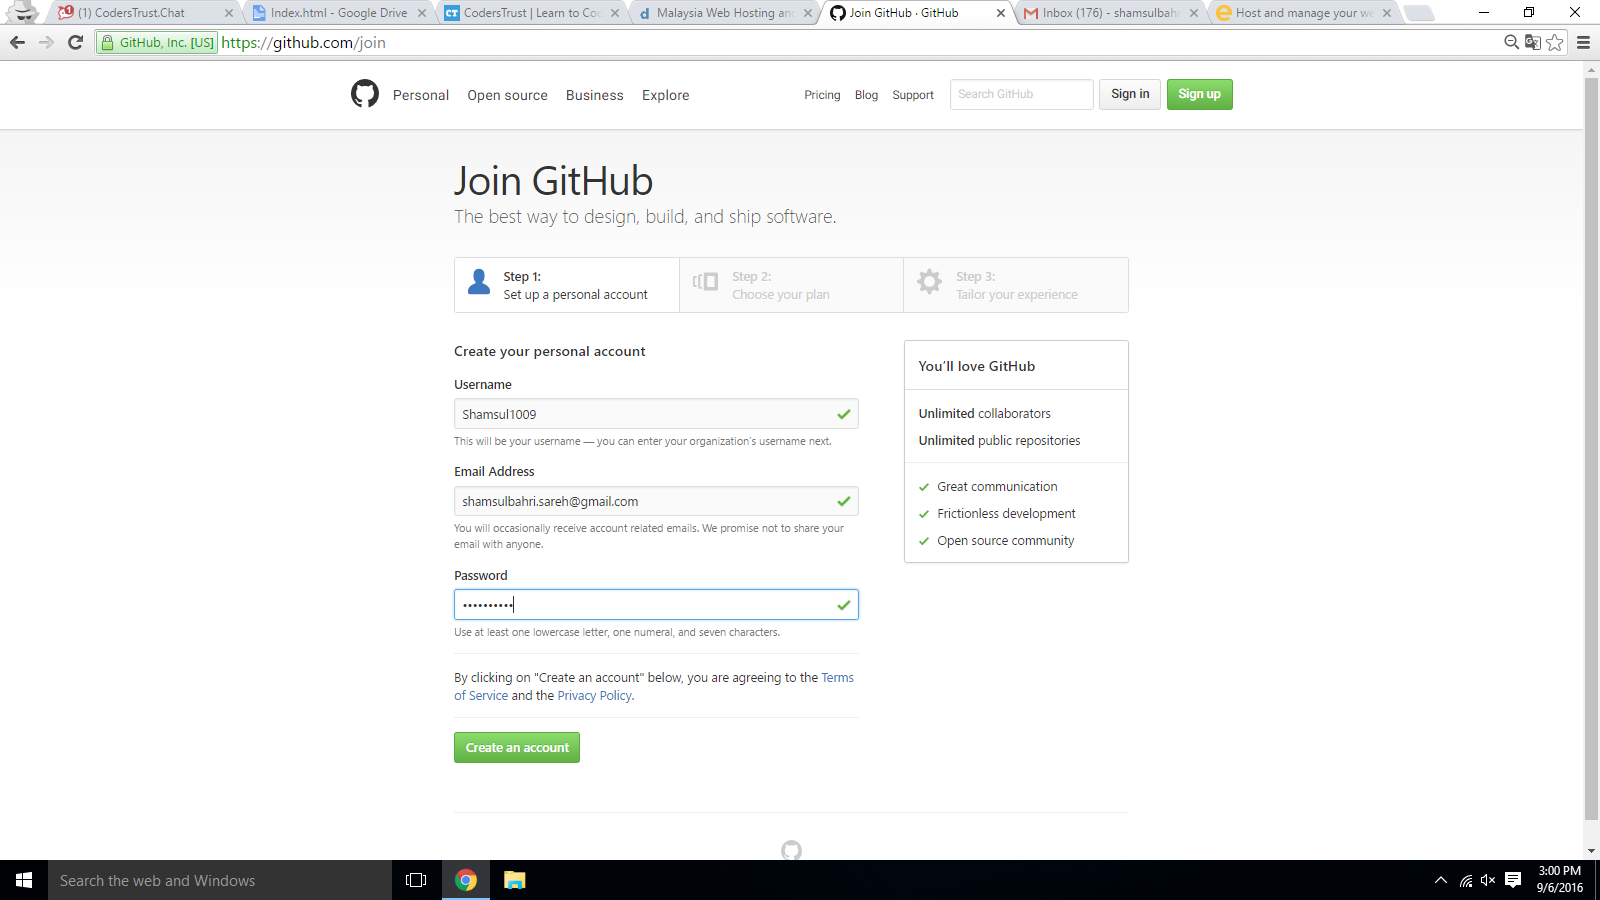 (1) CodersTrust.Chat
Index.html - Google Drive
CodersTrust | Learn to Cod
Malaysia Web Hosting and
Join GitHub · GitHub
Inbox (176) - shamsulbahr
Host and manage your we
GitHub, Inc. [US]
https://github.com/join
Personal
Open source
Business
Explore
Pricing
Blog
Support
Search GitHub
Sign in
Sign up
Join GitHub
The best way to design, build, and ship software.
Step 1:
Set up a personal account
Step 2:
Choose your plan
Step 3:
Tailor your experience
Create your personal account
Username
Shamsul1009
This will be your username — you can enter your organization's username next.
Email Address
shamsulbahri.sareh@gmail.com
You will occasionally receive account related emails. We promise not to share your
email with anyone.
Password
••••••••••
Use at least one lowercase letter, one numeral, and seven characters.
By clicking on "Create an account" below, you are agreeing to the Terms
of Service and the Privacy Policy.
Create an account
You'll love GitHub
Unlimited collaborators
Unlimited public repositories
Great communication
Frictionless development
Open source community
Search the web and Windows
3:00 PM
9/6/2016